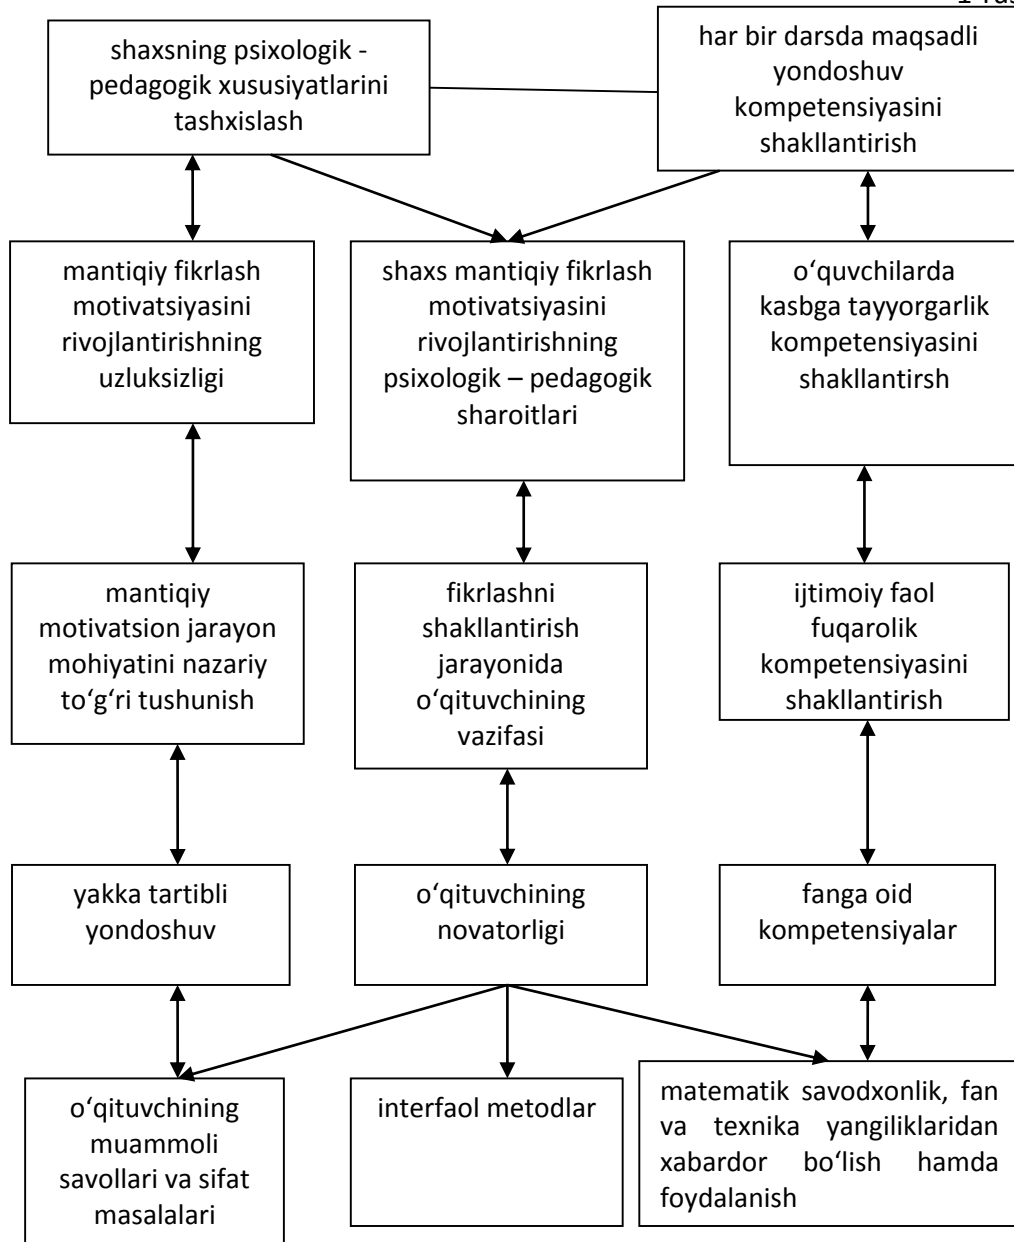 shaxsning psixologik -
pedagogik xususiyatlarini
tashxislash
har bir darsda maqsadli
yondoshuv
kompetensiyasini
shakllantirish
mantiqiy fikrlash
motivatsiyasini
rivojlantirishning
uzluksizligi
shaxs mantiqiy fikrlash
motivatsiyasini
rivojlantirishning
psixologik – pedagogik
sharoitlari
o‘quvchilarda
kasbga tayyorgarlik
kompetensiyasini
shakllantirsh
mantiqiy
motivatsion jarayon
mohiyatini nazariy
to‘g‘ri tushunish
fikrlashni
shakllantirish
jarayonida
o‘qituvchining
vazifasi
ijtimoiy faol
fuqarolik
kompetensiyasini
shakllantirish
yakka tartibli
yondoshuv
o‘qituvchining
novatorligi
fanga oid
kompetensiyalar
o‘qituvchining
muammoli
savollari va sifat
masalalari
interfaol metodlar
matematik savodxonlik, fan
va texnika yangiliklaridan
xabardor bo‘lish hamda
foydalanish